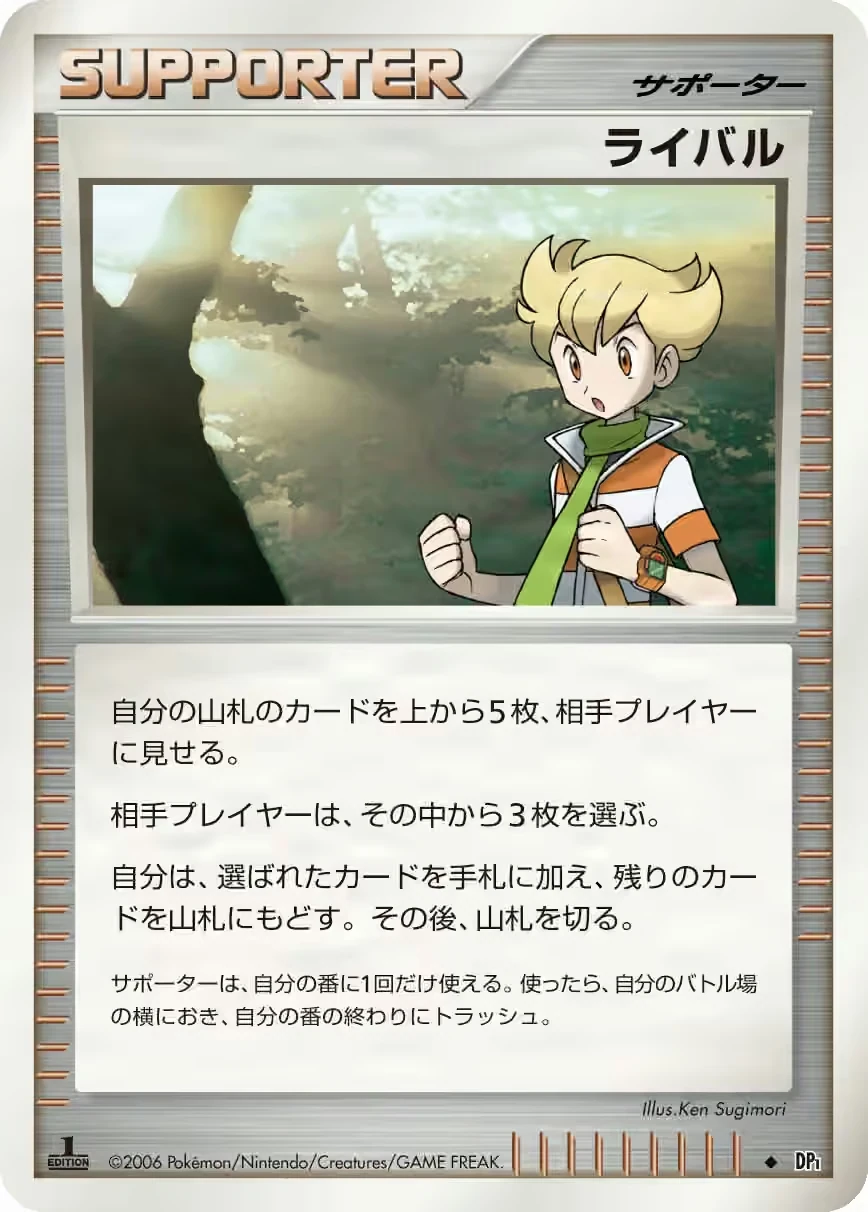 SUPPORTER
サポーター
ライバル
自分の山札のカードを上から5枚、相手プレイヤー
に見せる。
相手プレイヤーは、その中から3枚を選ぶ。
自分は、選ばれたカードを手札に加え、残りのカー
ドを山札にもどす。その後、山札を切る。
サポーターは、自分の番に1回だけ使える。使ったら、自分のバトル場
の横におき、自分の番の終わりにトラッシュ。
Illus.Ken Sugimori
1
EDITION
©2006 Pokémon/Nintendo/Creatures/GAME FREAK.
◆ DP1